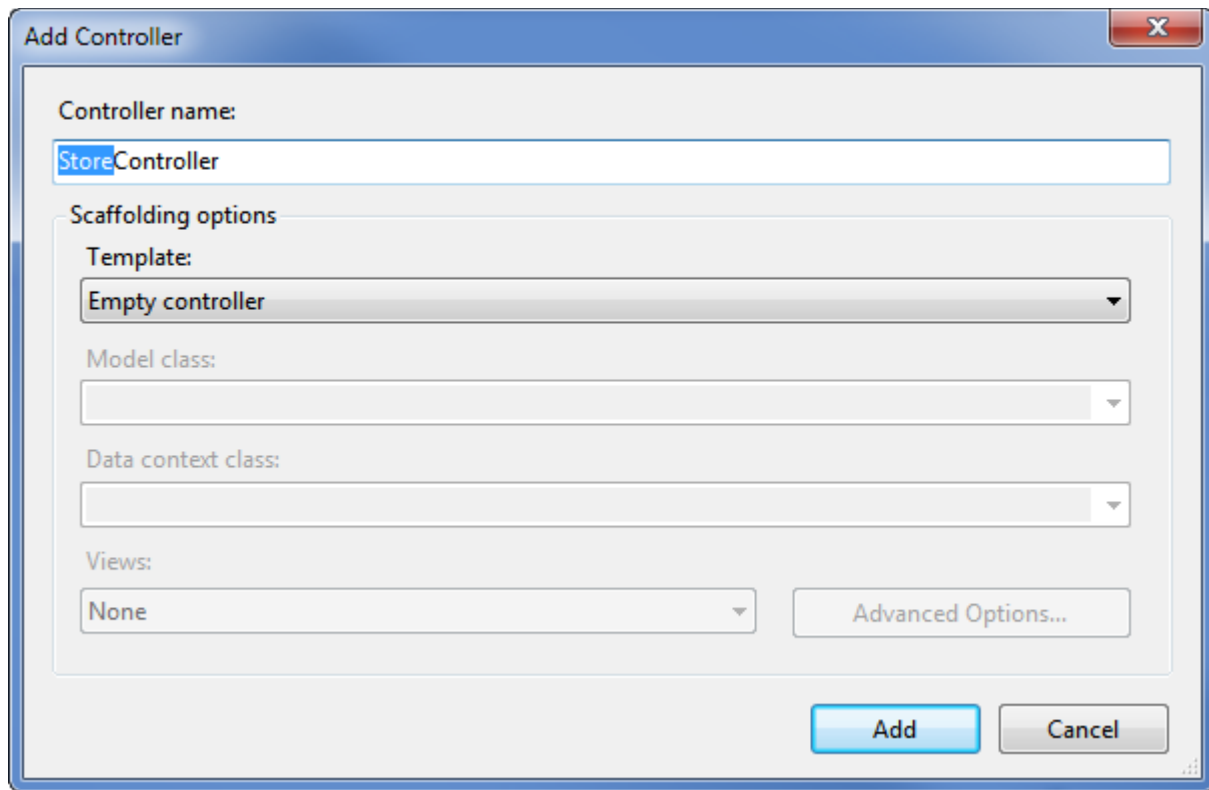 Add Controller
Controller name:
StoreController
Scaffolding options
Template:
Empty controller
Model class:
Data context class:
Views:
None
Advanced Options...
Add
Cancel